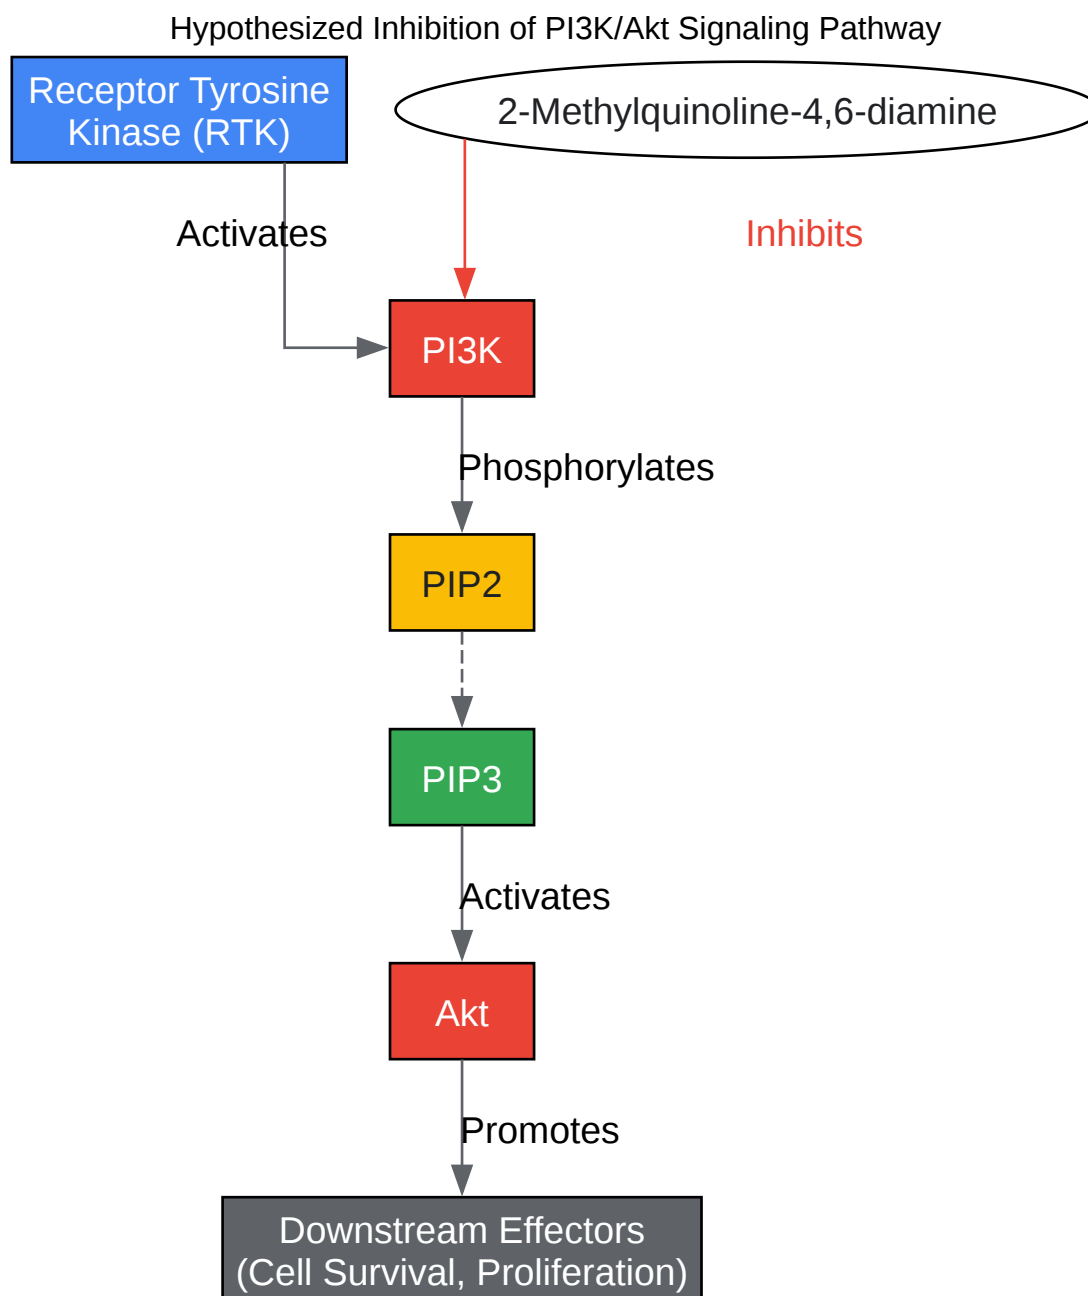 Hypothesized Inhibition of PI3K/Akt Signaling Pathway
Receptor Tyrosine
Kinase (RTK)
2-Methylquinoline-4,6-diamine
Activates
Inhibits
PI3K
Phosphorylates
PIP2
PIP3
Activates
Akt
Promotes
Downstream Effectors
(Cell Survival, Proliferation)